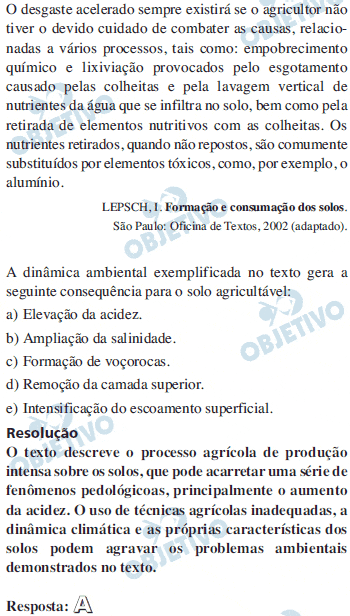 O desgaste acelerado sempre existirá se o agricultor não
tiver o devido cuidado de combater as causas, relacio-
nadas a vários processos, tais como: empobrecimento
químico e lixiviação provocados pelo esgotamento
causado pelas colheitas e pela lavagem vertical de
nutrientes da água que se infiltra no solo, bem como pela
retirada de elementos nutritivos com as colheitas. Os
nutrientes retirados, quando não repostos, são comumente
substituídos por elementos tóxicos, como, por exemplo, o
alumínio.
LEPSCH, I. Formação e consumação dos solos.
São Paulo: Oficina de Textos, 2002 (adaptado).
A dinâmica ambiental exemplificada no texto gera a
seguinte consequência para o solo agricultável:
a) Elevação da acidez.
b) Ampliação da salinidade.
c) Formação de voçorocas.
d) Remoção da camada superior.
e) Intensificação do escoamento superficial.
Resolução
O texto descreve o processo agrícola de produção
intensa sobre os solos, que pode acarretar uma série de
fenômenos pedológicoas, principalmente o aumento
da acidez. O uso de técnicas agrícolas inadequadas, a
dinâmica climática e as próprias características dos
solos podem agravar os problemas ambientais
demonstrados no texto.
Resposta: A
OBJETIVO
OBJETIVO
OBJETIVO
OBJETIVO
OBJETIVO